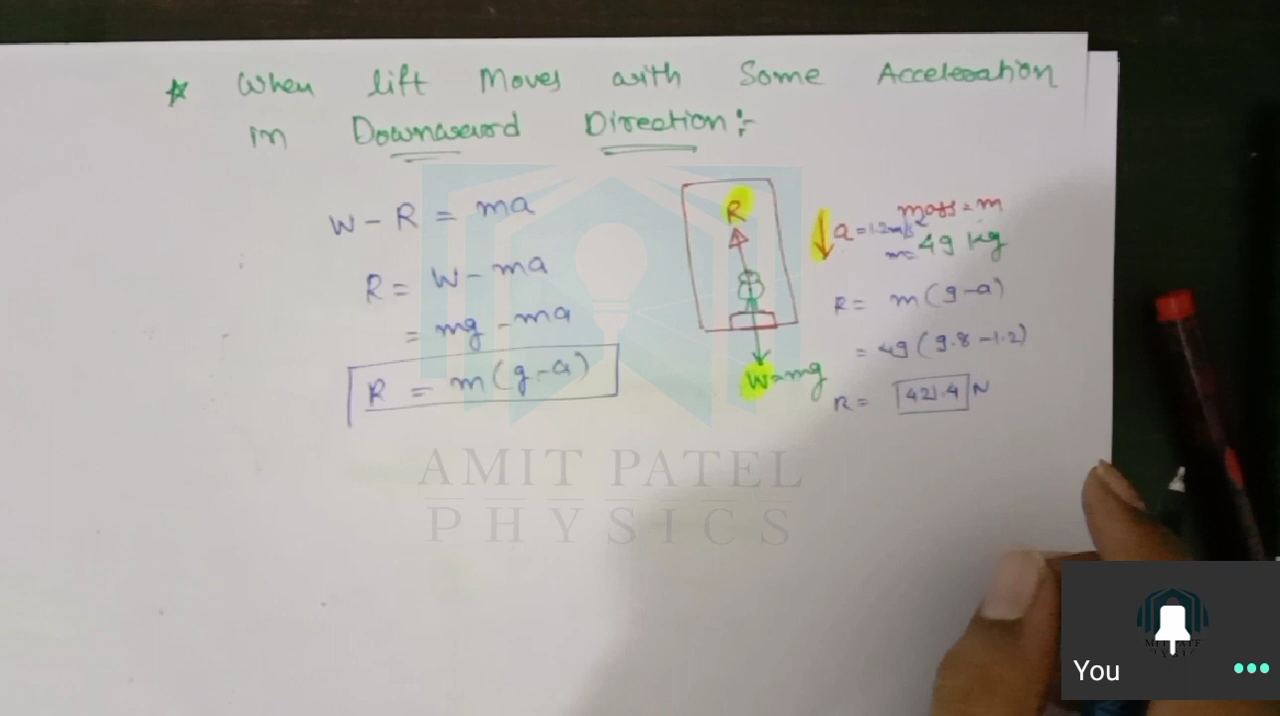 * When lift Moves with Some Acceleration
in Downward Direction :-
W - R = ma
R = W - ma
= mg - ma
R = m(g-a)
R
W=mg
mass = m
a = 1.2 m/s²
m = 49 kg
R = m(g-a)
= 49(9.8-1.2)
R = 421.4 N
AMIT PATEL
PHYSICS
You